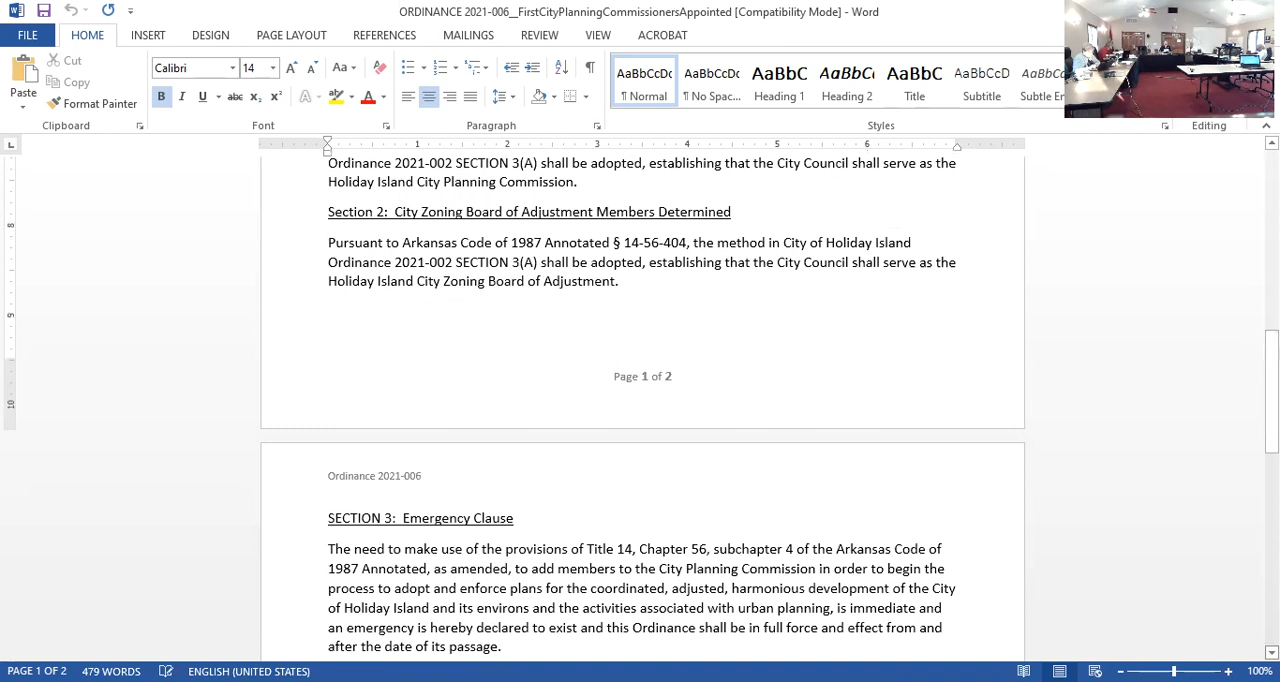 ORDINANCE 2021-006__FirstCityPlanningCommissionersAppointed [Compatibility Mode] - Word
FILE HOME INSERT DESIGN PAGE LAYOUT REFERENCES MAILINGS REVIEW VIEW ACROBAT
Cut
Copy
Format Painter
Paste
Calibri 14
AaBbCcDc AaBbCcDc AaBbC AaBbCc AaBbC AaBbCcD AaBbCc
¶ Normal ¶ No Spac... Heading 1 Heading 2 Title Subtitle Subtle Em
Clipboard Font Paragraph Styles Editing
Ordinance 2021-002 SECTION 3(A) shall be adopted, establishing that the City Council shall serve as the
Holiday Island City Planning Commission.
Section 2: City Zoning Board of Adjustment Members Determined
Pursuant to Arkansas Code of 1987 Annotated § 14-56-404, the method in City of Holiday Island
Ordinance 2021-002 SECTION 3(A) shall be adopted, establishing that the City Council shall serve as the
Holiday Island City Zoning Board of Adjustment.
Page 1 of 2
Ordinance 2021-006
SECTION 3: Emergency Clause
The need to make use of the provisions of Title 14, Chapter 56, subchapter 4 of the Arkansas Code of
1987 Annotated, as amended, to add members to the City Planning Commission in order to begin the
process to adopt and enforce plans for the coordinated, adjusted, harmonious development of the City
of Holiday Island and its environs and the activities associated with urban planning, is immediate and
an emergency is hereby declared to exist and this Ordinance shall be in full force and effect from and
after the date of its passage.
PAGE 1 OF 2 479 WORDS ENGLISH (UNITED STATES) 100%